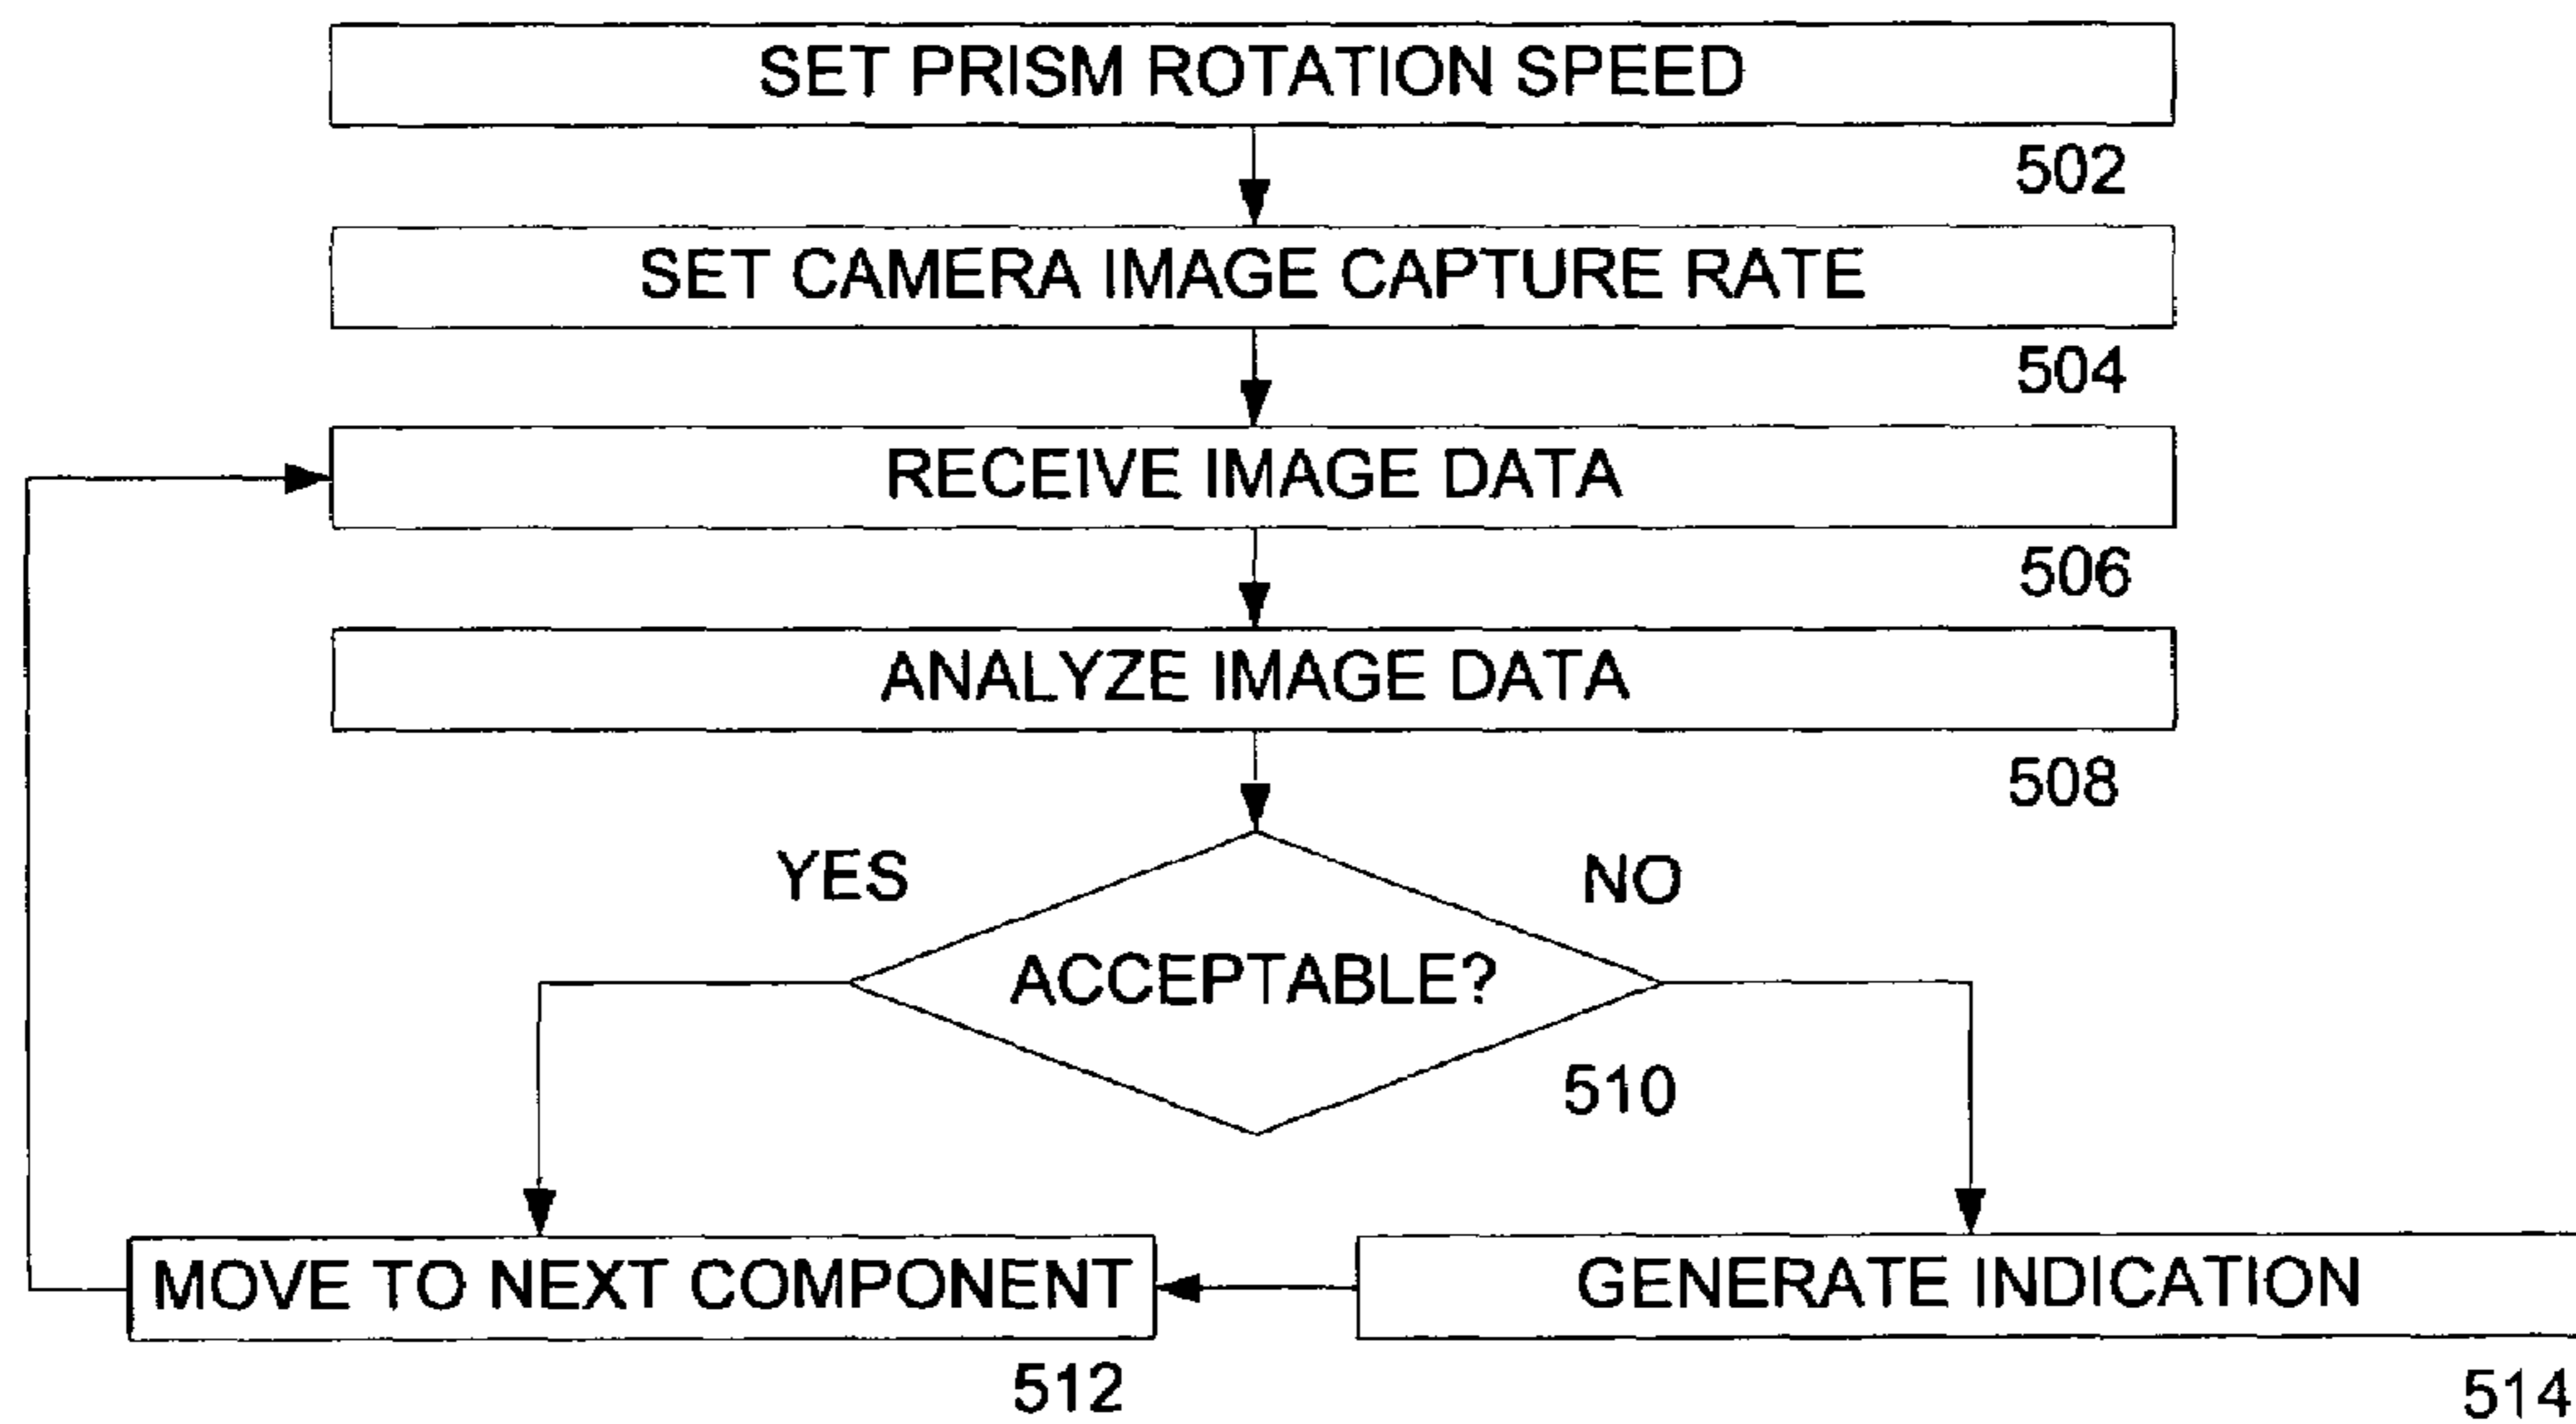 SET PRISM ROTATION SPEED
502
SET CAMERA IMAGE CAPTURE RATE
504
RECEIVE IMAGE DATA
506
ANALYZE IMAGE DATA
508
YES
NO
ACCEPTABLE?
510
MOVE TO NEXT COMPONENT
GENERATE INDICATION
512
514